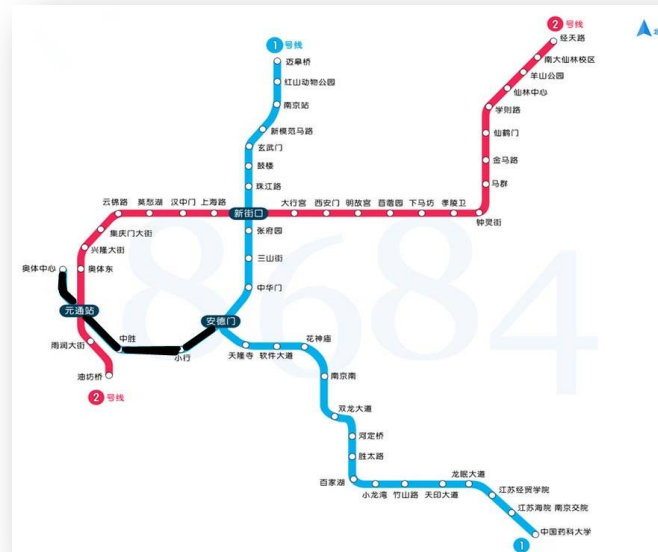 2 号线
经天路
南大仙林校区
羊山公园
仙林中心
学则路
仙鹤门
金马路
马群
钟灵街
1 号线
迈皋桥
红山动物公园
南京站
新模范马路
玄武门
鼓楼
珠江路
云锦路
莫愁湖
汉中门
上海路
新街口
大行宫
西安门
明故宫
苜蓿园
下马坊
孝陵卫
集庆门大街
兴隆大街
奥体中心
奥体东
元通站
雨润大街
油坊桥
2 号线
张府园
三山街
中华门
安德门
中胜
小行
天隆寺
软件大道
花神庙
南京南
双龙大道
河定桥
胜太路
百家湖
小龙湾
竹山路
天印大道
龙眠大道
江苏经贸学院
江苏海院 南京交院
中国药科大学
1
8684